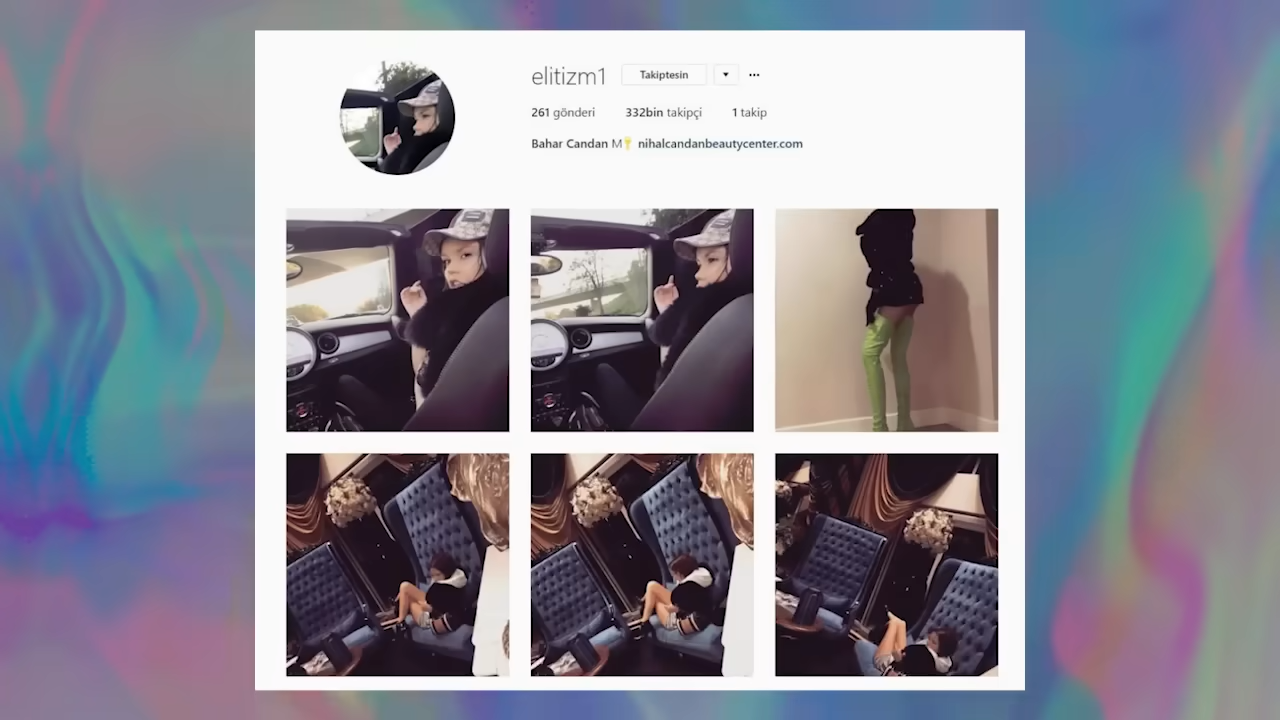 elitizm1 Takiptesin
261 gönderi 332bin takipçi 1 takip
Bahar Candan M nihalcandanbeautycenter.com